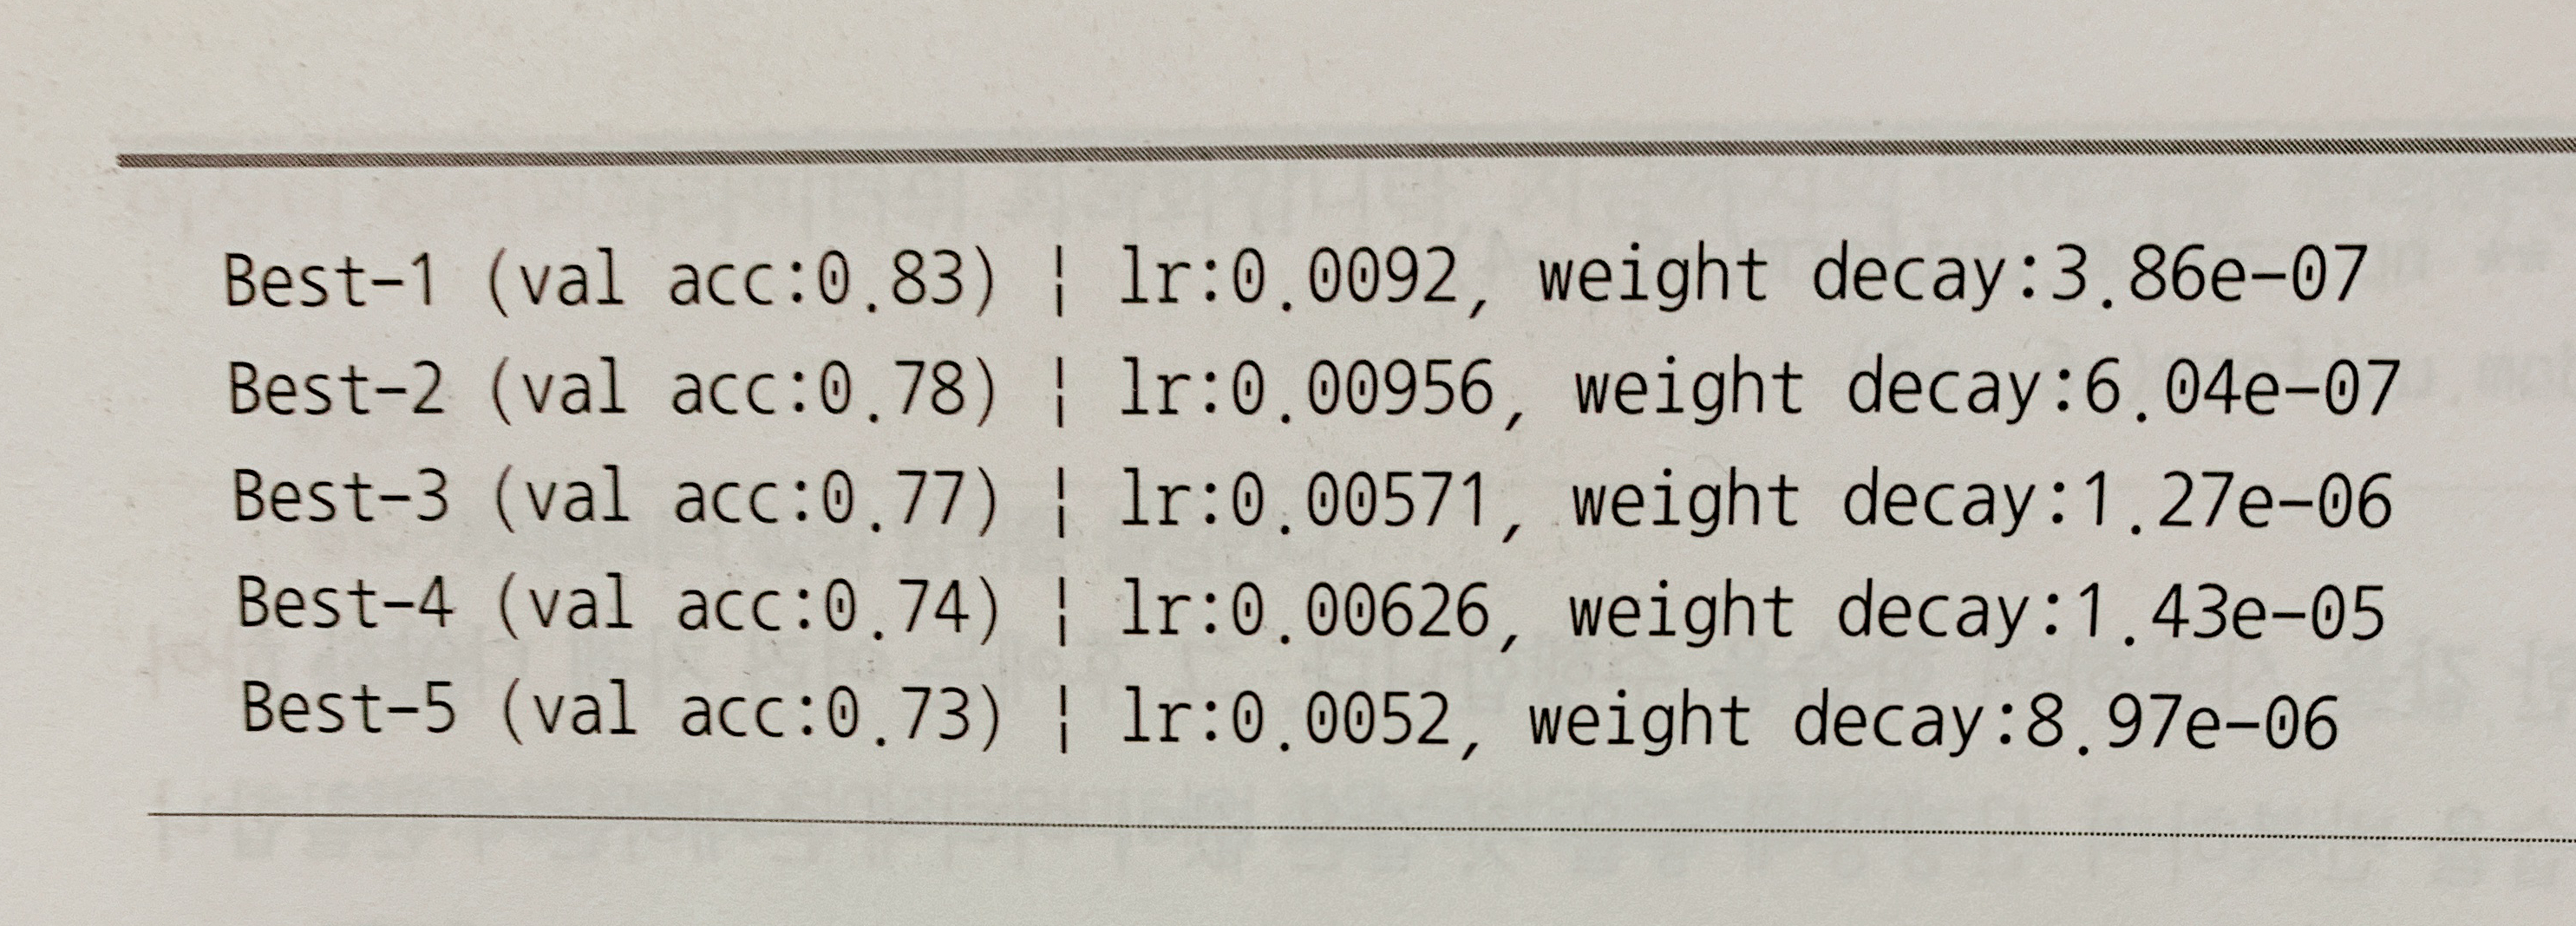 Best-1 (val acc:0.83) ¦ lr:0.0092, weight decay:3.86e-07
Best-2 (val acc:0.78) ¦ lr:0.00956, weight decay:6.04e-07
Best-3 (val acc:0.77) ¦ lr:0.00571, weight decay:1.27e-06
Best-4 (val acc:0.74) ¦ lr:0.00626, weight decay:1.43e-05
Best-5 (val acc:0.73) ¦ lr:0.0052, weight decay:8.97e-06